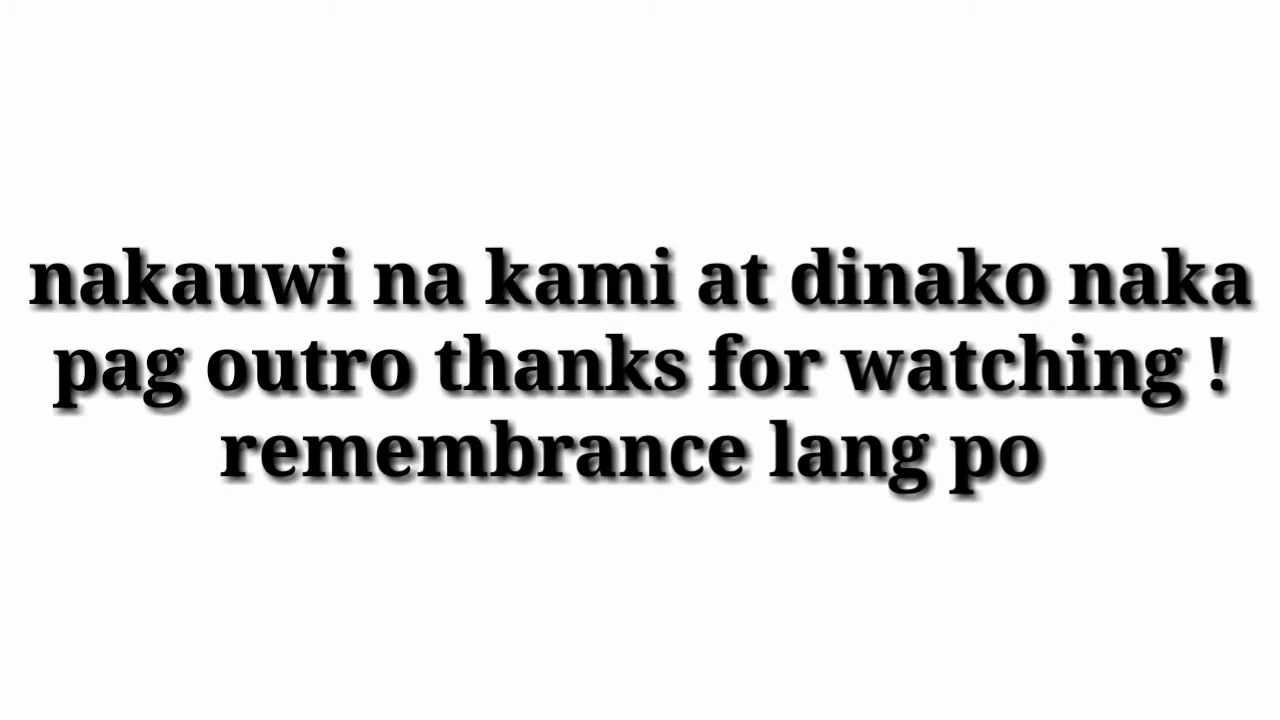 nakauwi na kami at dinako naka
pag outro thanks for watching !
remembrance lang po